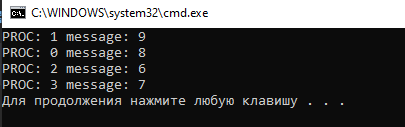 C:\WINDOWS\system32\cmd.exe
PROC: 1 message: 9
PROC: 0 message: 8
PROC: 2 message: 6
PROC: 3 message: 7
Для продолжения нажмите любую клавишу . . .